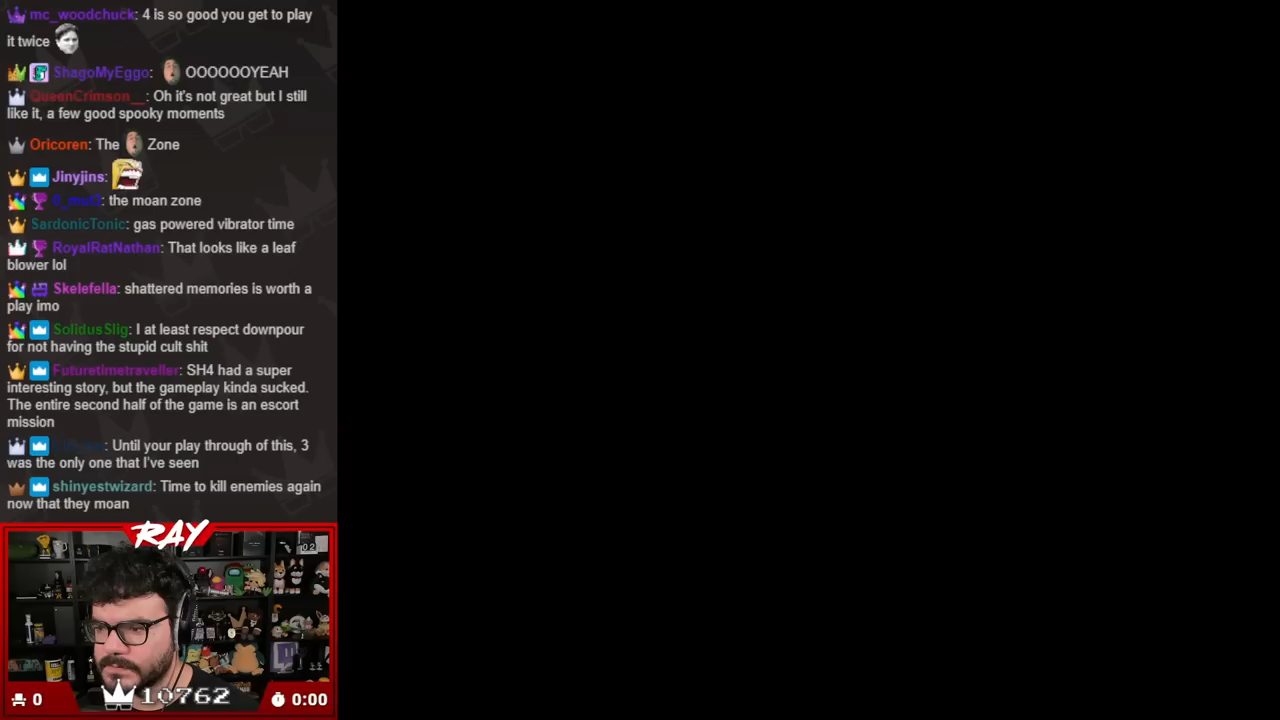 mc_woodchuck: 4 is so good you get to play
it twice
ShagoMyEggo: OOOOOOYEAH
QueenCrimson__: Oh it's not great but I still
like it, a few good spooky moments
Oricoren: The Zone
Jinyjins:
: the moan zone
SardonicTonic: gas powered vibrator time
RoyalRatNathan: That looks like a leaf
blower lol
Skelefella: shattered memories is worth a
play imo
SolidusSlig: I at least respect downpour
for not having the stupid cult shit
Futuretimetraveller: SH4 had a super
interesting story, but the gameplay kinda sucked.
The entire second half of the game is an escort
mission
: Until your play through of this, 3
was the only one that I've seen
shinyestwizard: Time to kill enemies again
now that they moan
RAY
0
10762
0:00